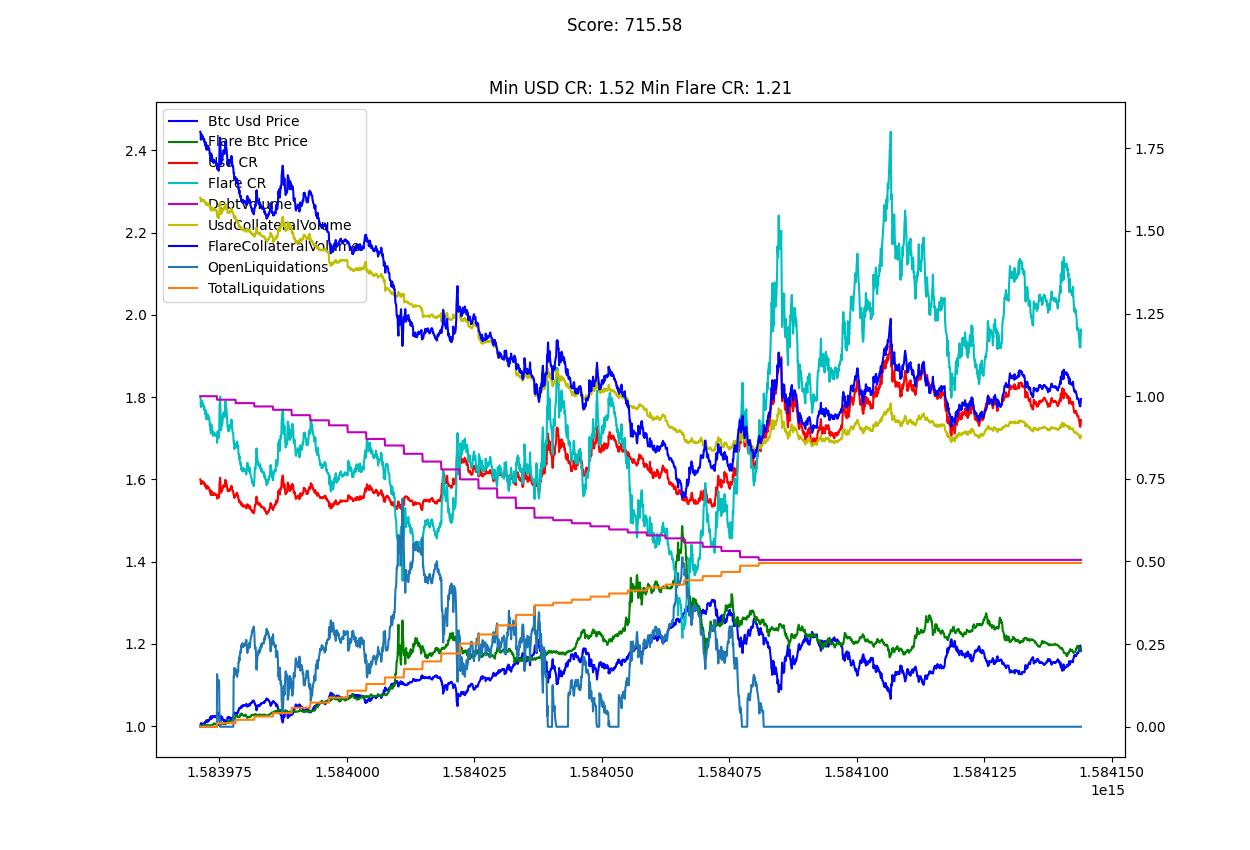 Score: 715.58
Min USD CR: 1.52 Min Flare CR: 1.21
Btc Usd Price
Flare Btc Price
Usd CR
Flare CR
DebtVolume
UsdCollateralVolume
FlareCollateralVolume
OpenLiquidations
TotalLiquidations
2.4
2.2
2.0
1.8
1.6
1.4
1.2
1.0
1.75
1.50
1.25
1.00
0.75
0.50
0.25
0.00
1.583975 1.584000 1.584025 1.584050 1.584075 1.584100 1.584125 1.584150
1e15